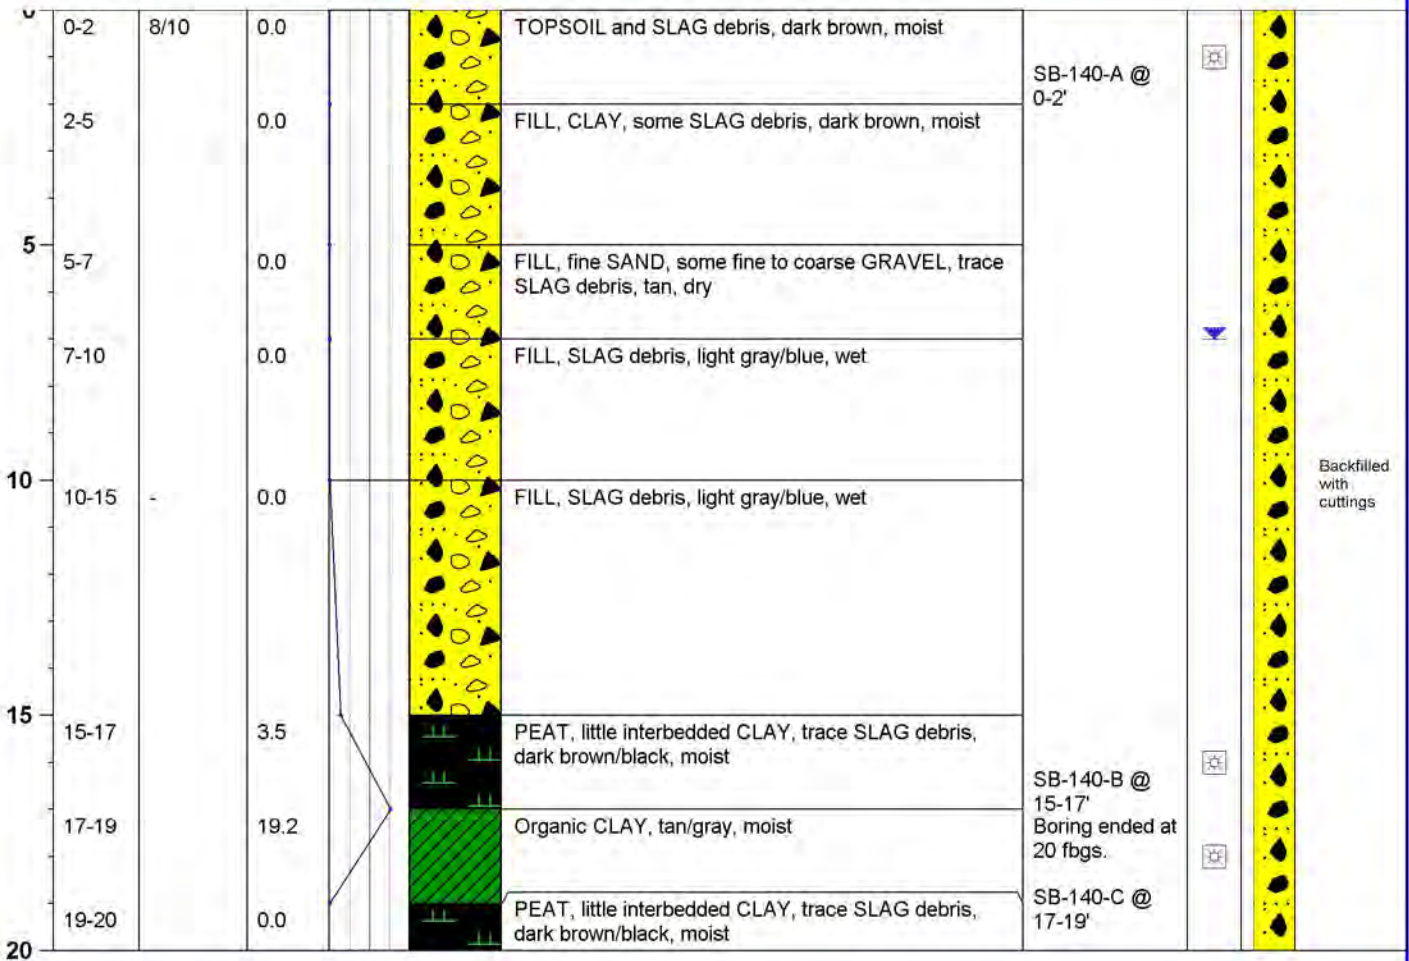 0
0-2 8/10 0.0 TOPSOIL and SLAG debris, dark brown, moist
SB-140-A @
0-2'
2-5 0.0 FILL, CLAY, some SLAG debris, dark brown, moist
5
5-7 0.0 FILL, fine SAND, some fine to coarse GRAVEL, trace
SLAG debris, tan, dry
7-10 0.0 FILL, SLAG debris, light gray/blue, wet
10
10-15 - 0.0 FILL, SLAG debris, light gray/blue, wet
Backfilled
with
cuttings
15
15-17 3.5 PEAT, little interbedded CLAY, trace SLAG debris,
dark brown/black, moist
SB-140-B @
15-17'
17-19 19.2 Organic CLAY, tan/gray, moist
Boring ended at
20 fbgs.
SB-140-C @
17-19'
19-20 0.0 PEAT, little interbedded CLAY, trace SLAG debris,
dark brown/black, moist
20